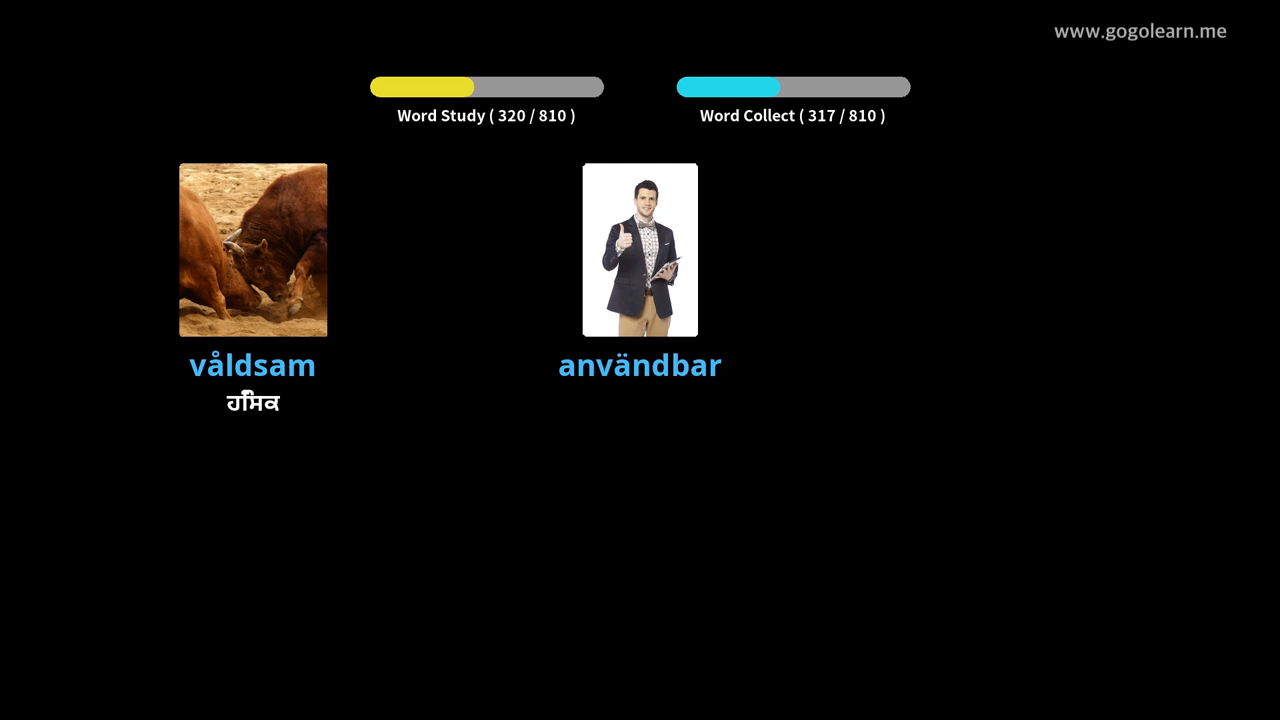 www.gogolearn.me
Word Study ( 320 / 810 )
Word Collect ( 317 / 810 )
våldsam
användbar
ਹਿੰਸਕ